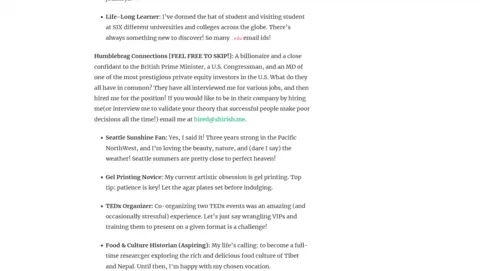 Life-Long Learner: I've donned the hat of student and visiting student
at SIX different universities and colleges across the globe. There's
always something new to discover! So many .edu email ids!
Humblebrag Connections [FEEL FREE TO SKIP!]: A billionaire and a close
confidant to the British Prime Minister, a U.S. Congressman, and an MD of
one of the most prestigious private equity investors in the U.S. What do they
all have in common? They have all interviewed me for various jobs, and then
hired me for the position! If you would like to be in their company by hiring
me(or interview me to validate your theory that successful people make poor
decisions all the time!) email me at
Seattle Sunshine Fan: Yes, I said it! Three years strong in the Pacific
NorthWest, and I'm loving the beauty, nature, and (dare I say) the
weather! Seattle summers are pretty close to perfect heaven!
Gel Printing Novice: My current artistic obsession is gel printing. Top
tip: patience is key! Let the agar plates set before indulging.
TEDx Organizer: Co-organizing two TEDx events was an amazing (and
occasionally stressful) experience. Let's just say wrangling VIPs and
training them to present on a given format is a challenge!
Food & Culture Historian (Aspiring): My life's calling: to become a full-
time researcher exploring the rich and delicious food culture of Tibet
and Nepal. Until then, I'm happy with my chosen vocation.